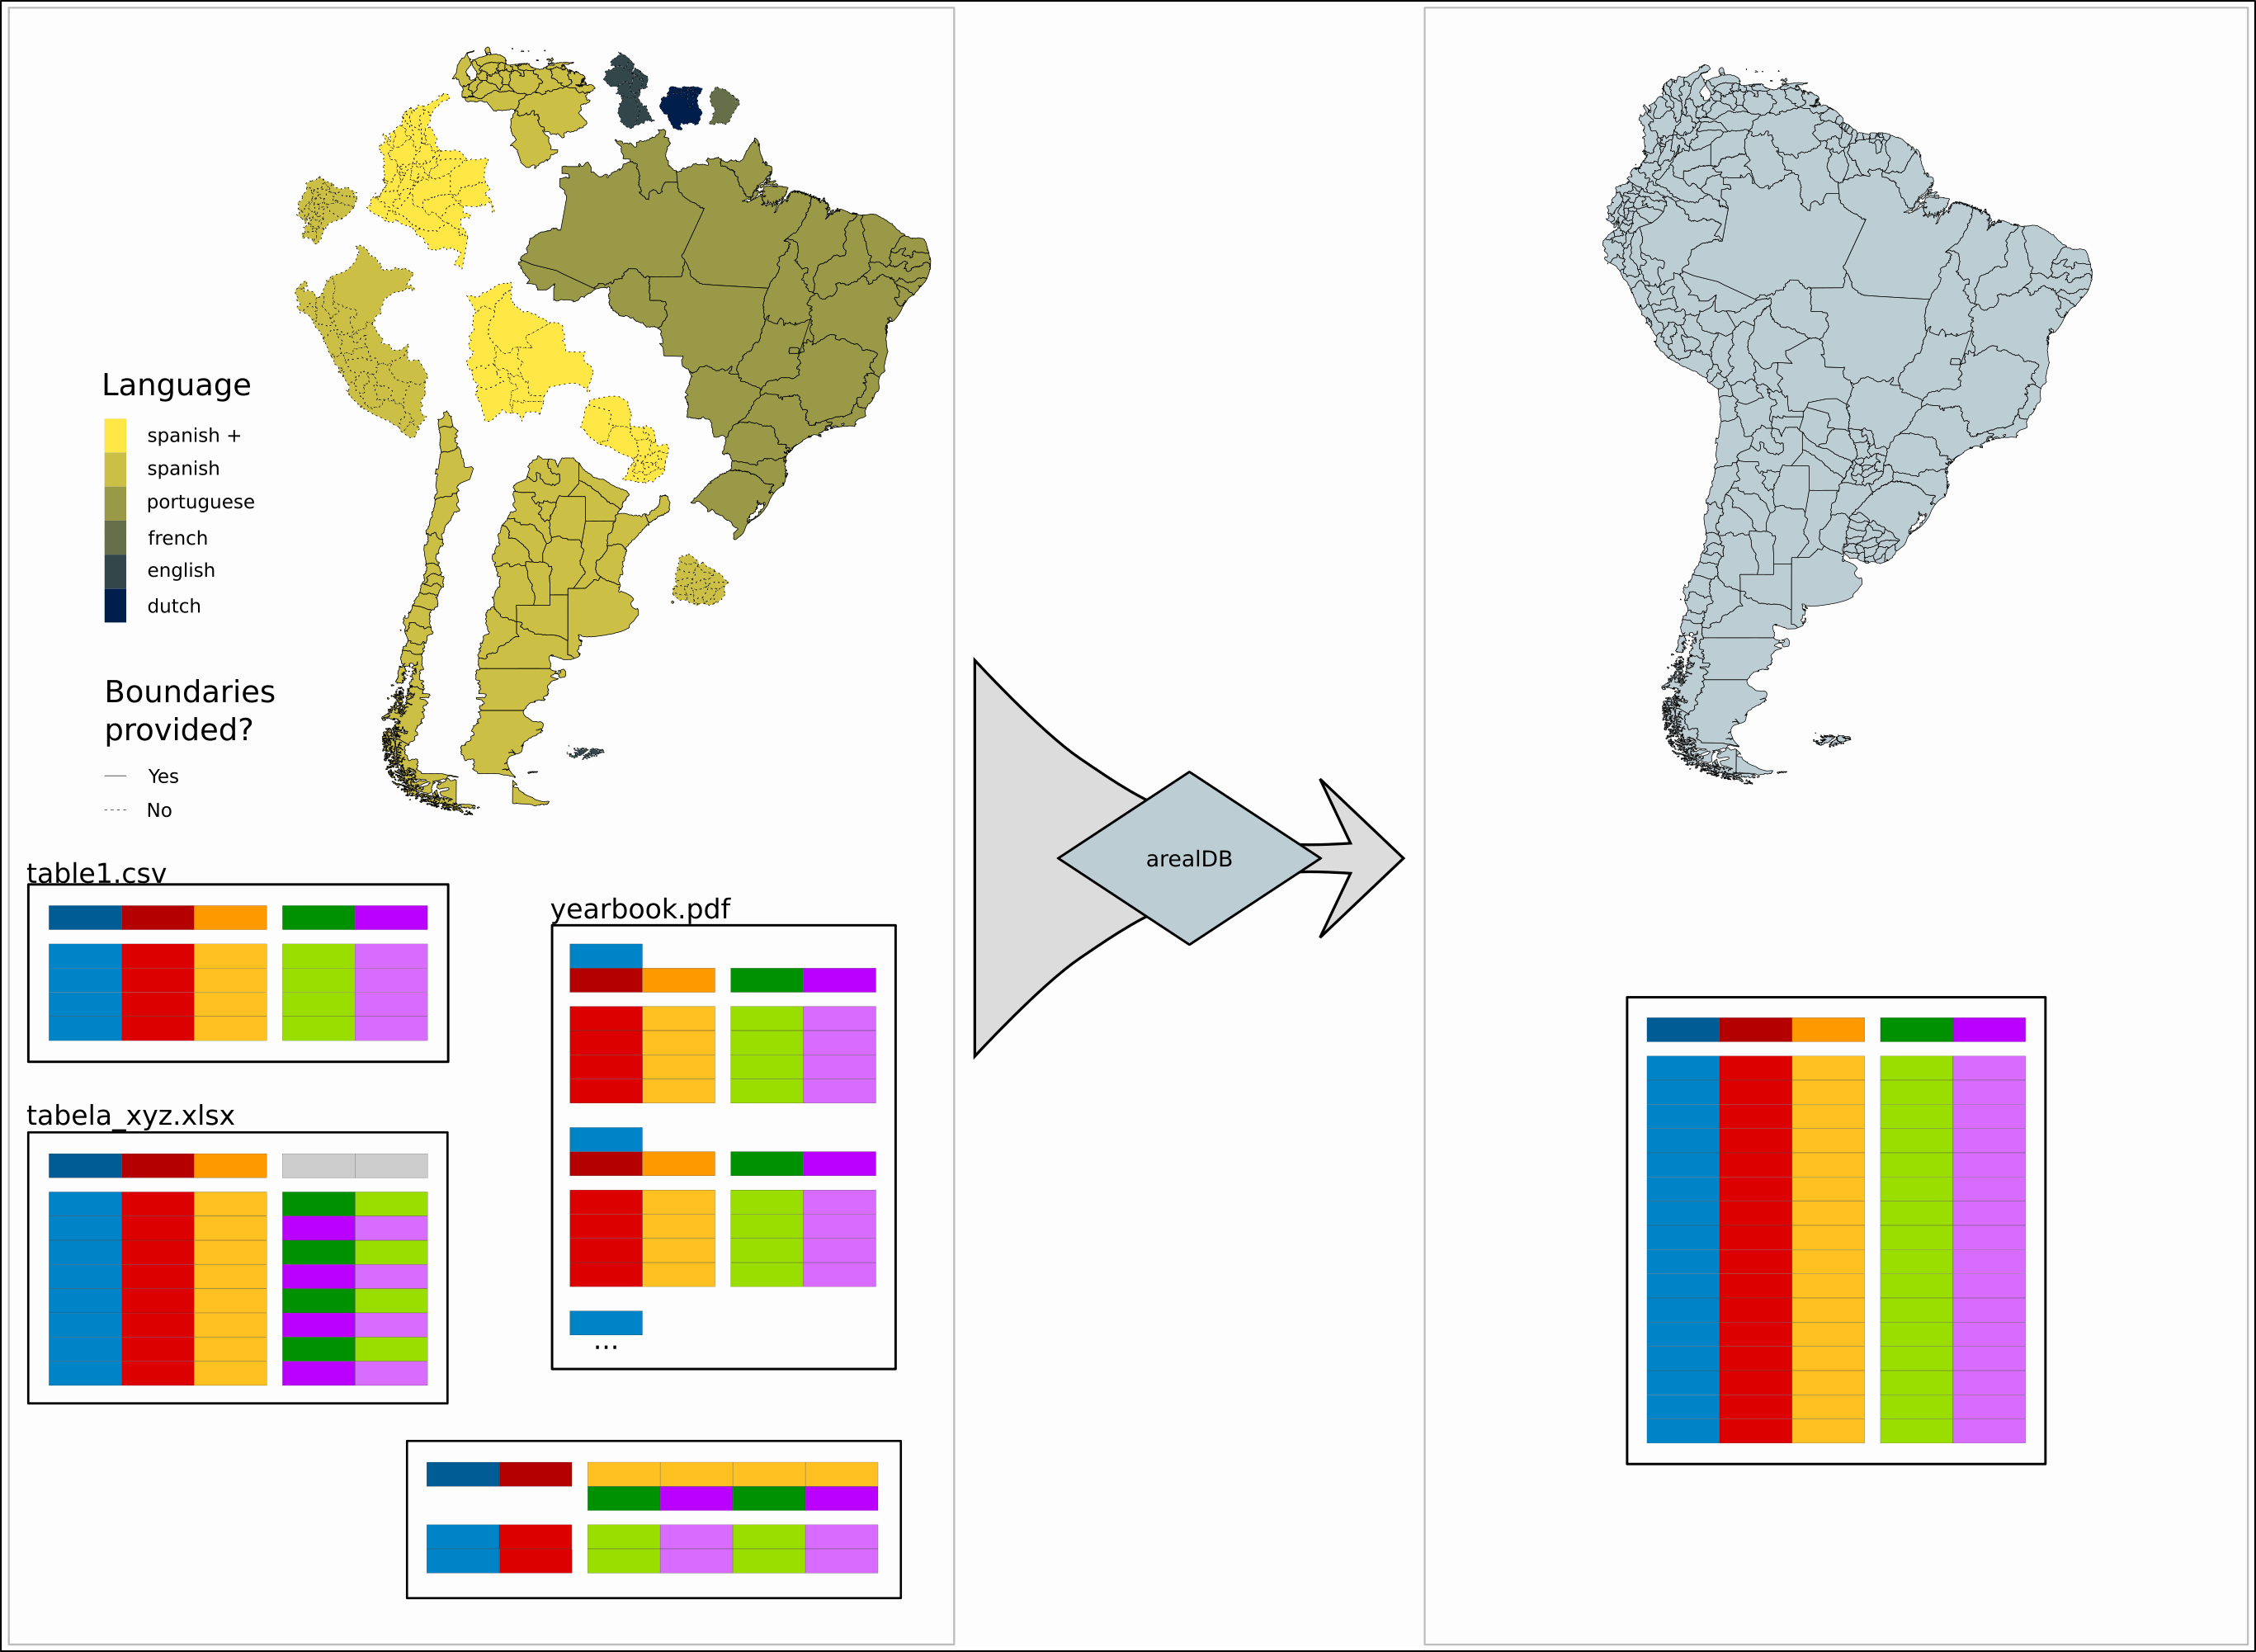 Language
spanish +
spanish
portuguese
french
english
dutch
Boundaries
provided?
Yes
No
table1.csv
yearbook.pdf
...
tabela_xyz.xlsx
arealDB